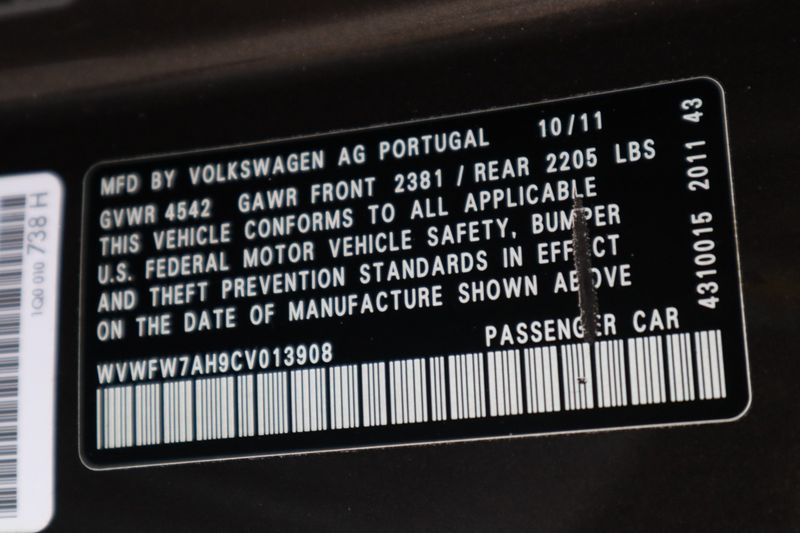 MFD BY VOLKSWAGEN AG PORTUGAL 10/11
GVWR 4542 GAWR FRONT 2381 / REAR 2205 LBS
THIS VEHICLE CONFORMS TO ALL APPLICABLE
U.S. FEDERAL MOTOR VEHICLE SAFETY, BUMPER
AND THEFT PREVENTION STANDARDS IN EFFECT
ON THE DATE OF MANUFACTURE SHOWN ABOVE
WVWFW7AH9CV013908 PASSENGER CAR
4310015 2011 43
1Q0 010 738 H